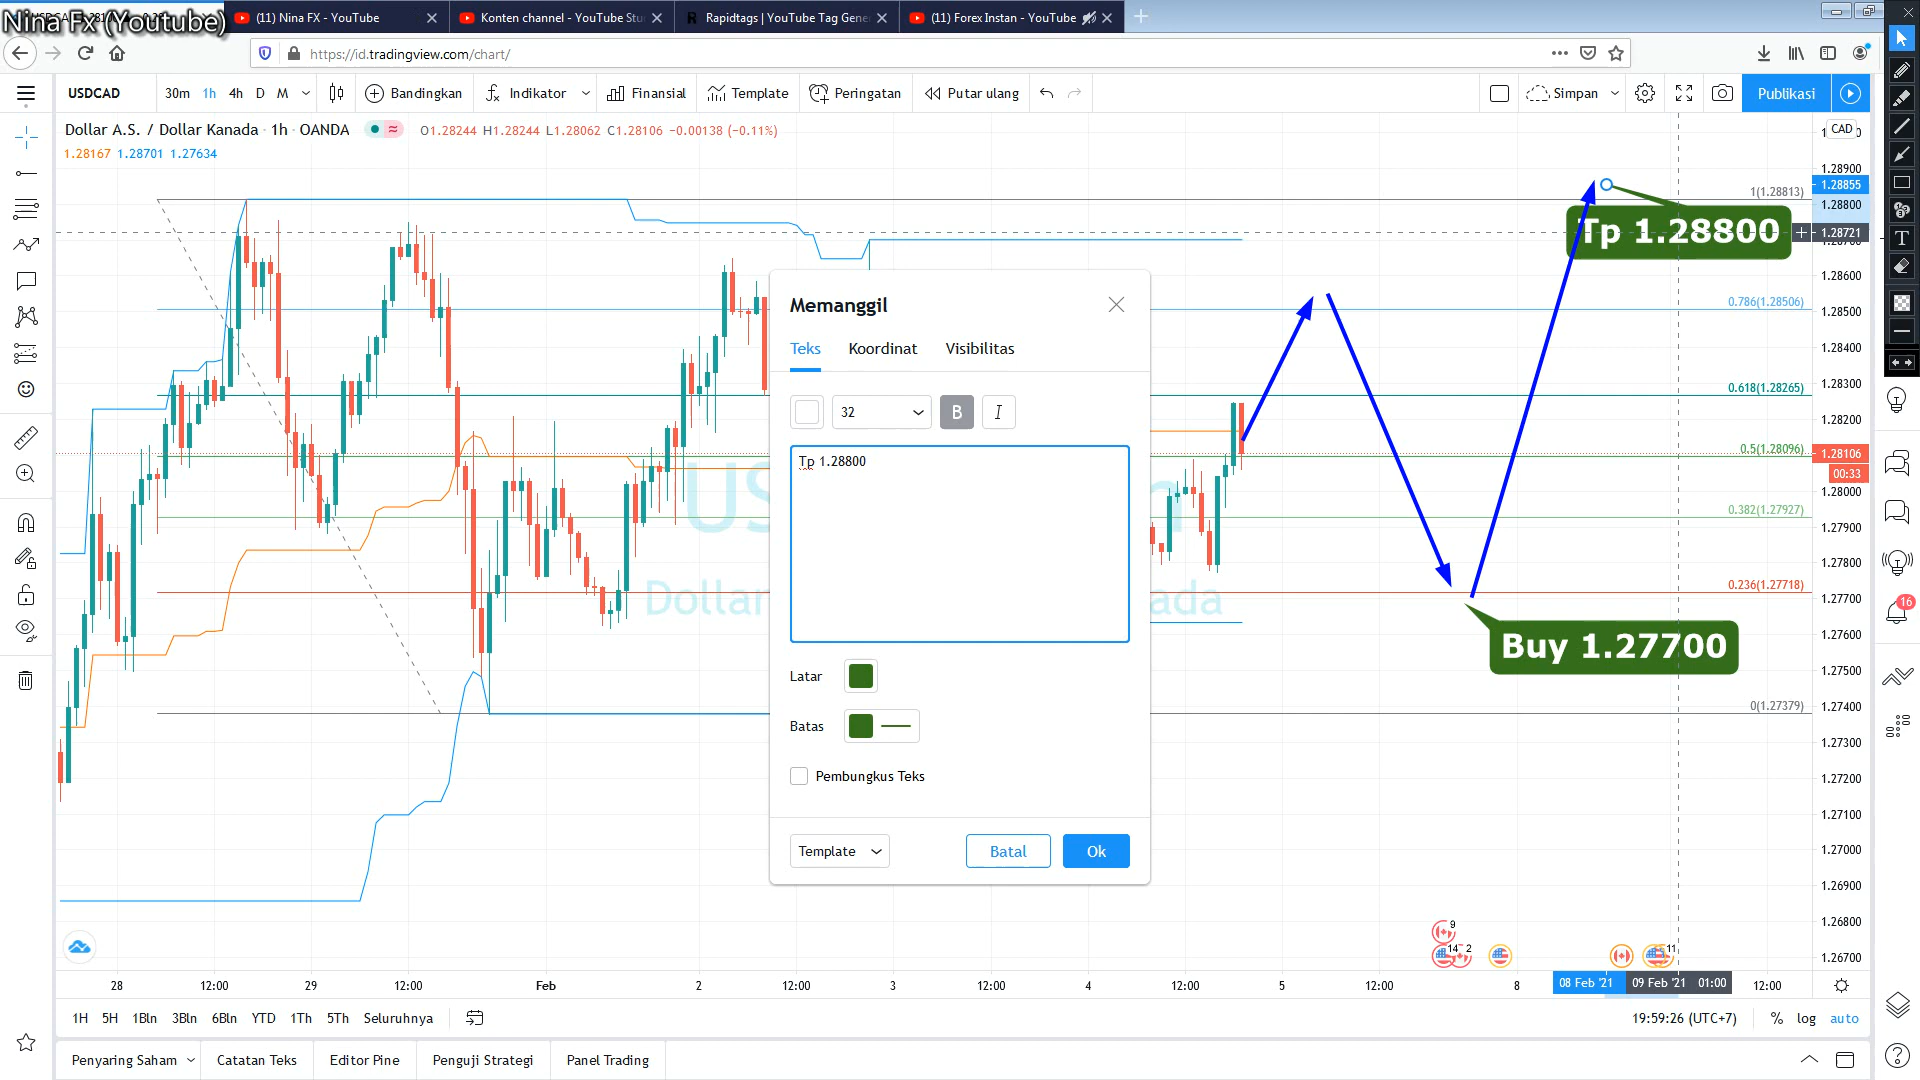 Nina Fx (Youtube)
(11) Nina FX - YouTube
Konten channel - YouTube Stu
Rapidtags | YouTube Tag Gene
(11) Forex Instan - YouTube
https://id.tradingview.com/chart/
USDCAD
30m 1h 4h D M
Bandingkan
Indikator
Finansial
Template
Peringatan
Putar ulang
Simpan
Publikasi
Dollar A.S. / Dollar Kanada · 1h · OANDA
O1.28244 H1.28244 L1.28062 C1.28106 −0.00138 (−0.11%)
1.28167 1.28701 1.27634
CAD
1.28900
1.28855
1.28800
1.28721
1.28600
1.28500
1.28400
1.28300
1.28200
1.28106
00:33
1.28000
1.27900
1.27800
1.27700
1.27600
1.27500
1.27400
1.27300
1.27200
1.27100
1.27000
1.26900
1.26800
1.26700
1(1.28813)
0.786(1.28506)
0.618(1.28265)
0.5(1.28096)
0.382(1.27927)
0.236(1.27718)
0(1.27379)
Tp 1.28800
Buy 1.27700
Memanggil
Teks Koordinat Visibilitas
32 B I
Tp 1.28800
Latar
Batas
Pembungkus Teks
Template Batal Ok
16
9
14 2
11
28 12:00 29 12:00 Feb 2 12:00 3 12:00 4 12:00 5 12:00 8 08 Feb '21 09 Feb '21 01:00 12:00
1H 5H 1Bln 3Bln 6Bln YTD 1Th 5Th Seluruhnya
19:59:26 (UTC+7) % log auto
Penyaring Saham Catatan Teks Editor Pine Penguji Strategi Panel Trading